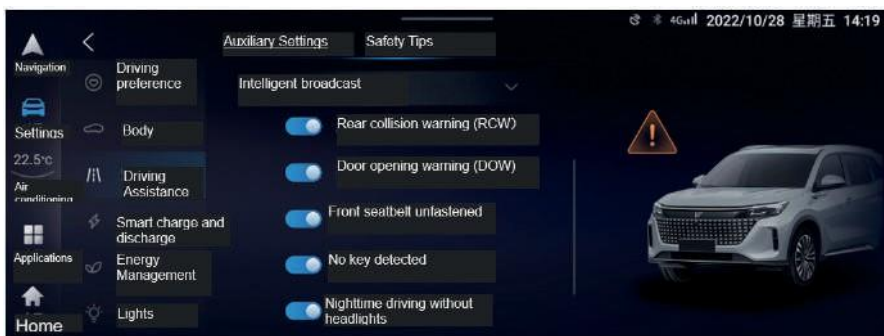 4G 2022/10/28 星期五 14:19
Auxiliary Settings
Safety Tips
Navigation
Driving
preference
Intelligent broadcast
Settings
Body
Rear collision warning (RCW)
22.5°c
Air
conditioning
Driving
Assistance
Door opening warning (DOW)
Smart charge and
discharge
Front seatbelt unfastened
Applications
Energy
Management
No key detected
Home
Lights
Nighttime driving without
headlights